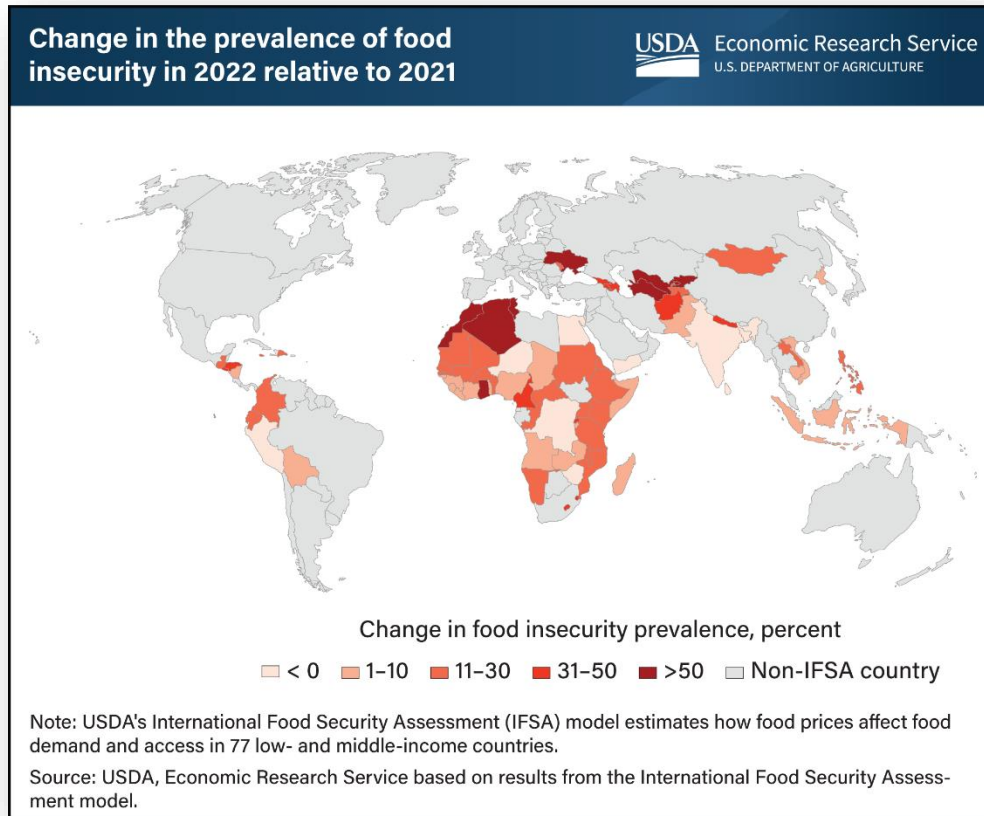 Change in the prevalence of food
insecurity in 2022 relative to 2021
USDA Economic Research Service
U.S. DEPARTMENT OF AGRICULTURE
Change in food insecurity prevalence, percent
< 0 1–10 11–30 31–50 >50 Non-IFSA country
Note: USDA's International Food Security Assessment (IFSA) model estimates how food prices affect food
demand and access in 77 low- and middle-income countries.
Source: USDA, Economic Research Service based on results from the International Food Security Assess-
ment model.